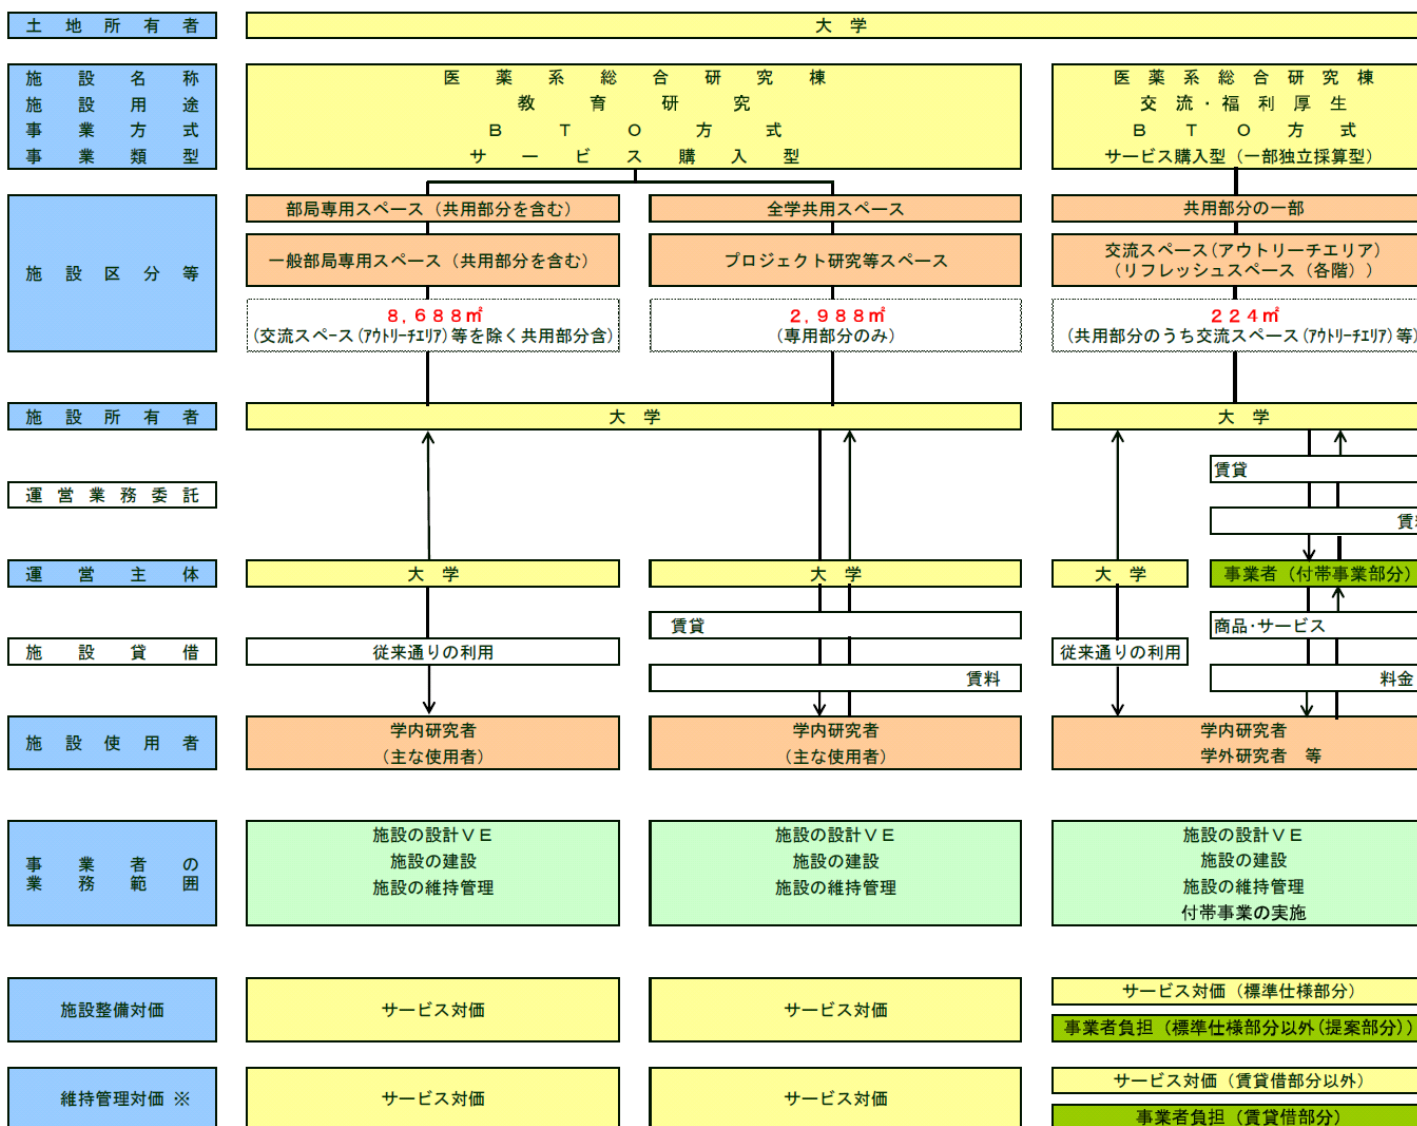 土地所有者
大学
施設名称
施設用途
事業方式
事業類型
医薬系総合研究棟
教育研究
BTO方式
サービス購入型
医薬系総合研究棟
交流・福利厚生
BTO方式
サービス購入型(一部独立採算型)
施設区分等
部局専用スペース(共用部分を含む)
全学共用スペース
共用部分の一部
一般部局専用スペース(共用部分を含む)
プロジェクト研究等スペース
交流スペース(アウトリーチエリア)
(リフレッシュスペース(各階))
8,688㎡
(交流スペース(アウトリーチエリア)等を除く共用部分含)
2,988㎡
(専用部分のみ)
224㎡
(共用部分のうち交流スペース(アウトリーチエリア)等)
施設所有者
大学
大学
運営業務委託
賃貸
賃
運営主体
大学
大学
大学
事業者(付帯事業部分)
施設貸借
従来通りの利用
賃貸
賃料
従来通りの利用
商品・サービス
料金
施設使用者
学内研究者
(主な使用者)
学内研究者
(主な使用者)
学内研究者
学外研究者 等
事業者の
業務範囲
施設の設計VE
施設の建設
施設の維持管理
施設の設計VE
施設の建設
施設の維持管理
施設の設計VE
施設の建設
施設の維持管理
付帯事業の実施
施設整備対価
サービス対価
サービス対価
サービス対価(標準仕様部分)
事業者負担(標準仕様部分以外(提案部分))
維持管理対価 ※
サービス対価
サービス対価
サービス対価(賃貸借部分以外)
事業者負担(賃貸借部分)